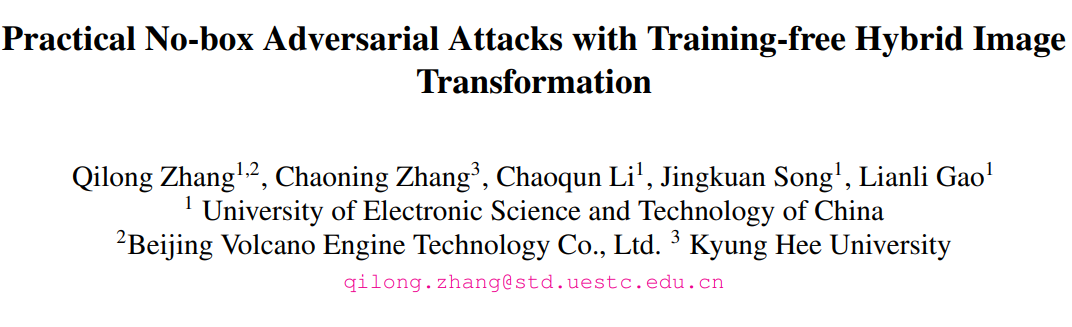 Practical No-box Adversarial Attacks with Training-free Hybrid Image
Transformation
Qilong Zhang1,2, Chaoning Zhang3, Chaoqun Li1, Jingkuan Song1, Lianli Gao1
1 University of Electronic Science and Technology of China
2Beijing Volcano Engine Technology Co., Ltd. 3 Kyung Hee University
qilong.zhang@std.uestc.edu.cn